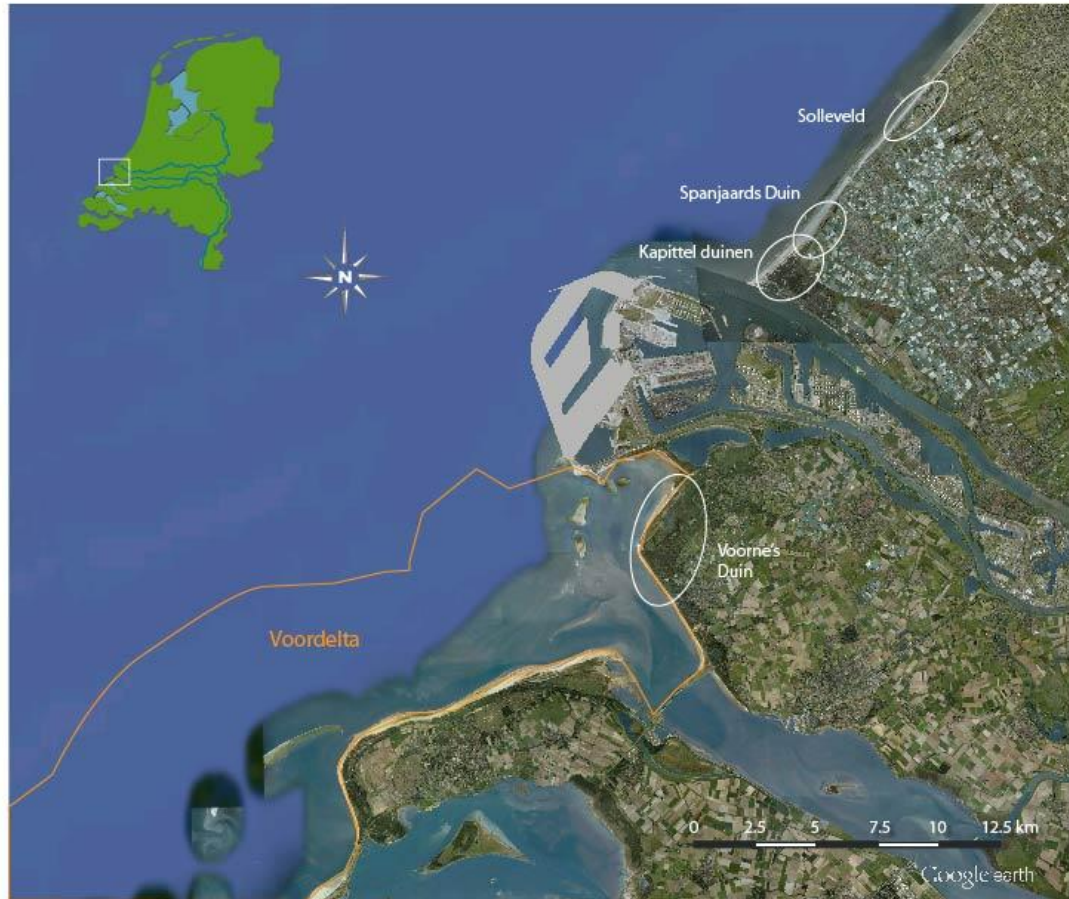 Solleveld
Spanjaards Duin
Kapittel duinen
N
Voorne's
Duin
Voordelta
0 2.5 5 7.5 10 12.5 km
Google earth